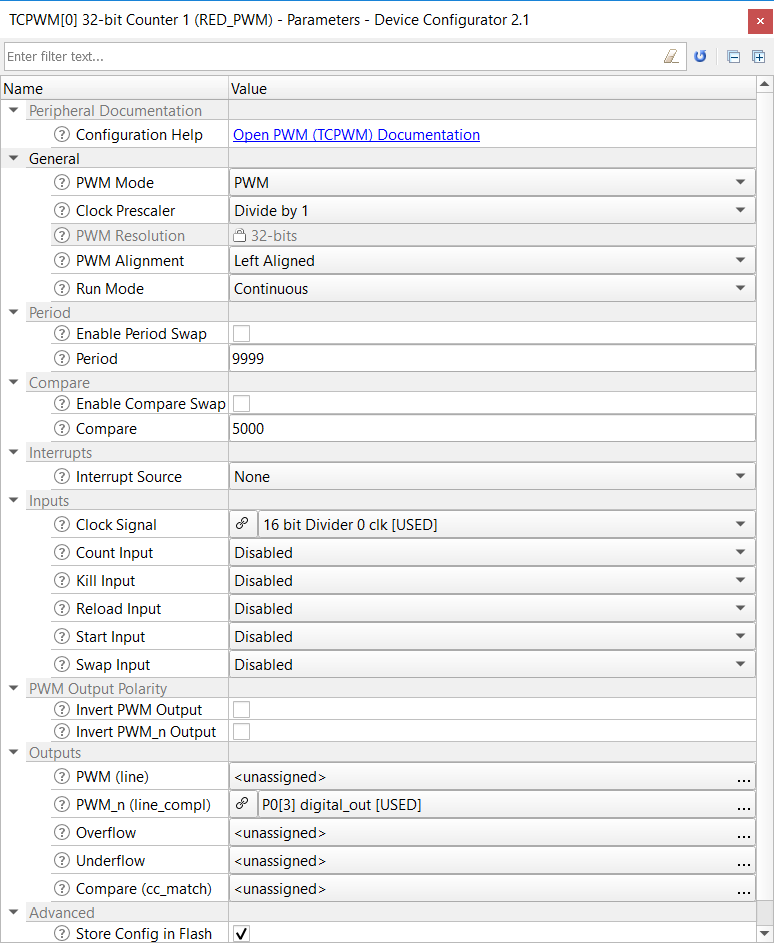 TCPWM[0] 32-bit Counter 1 (RED_PWM) - Parameters - Device Configurator 2.1
Enter filter text...
Name Value
Peripheral Documentation
Configuration Help Open PWM (TCPWM) Documentation
General
PWM Mode PWM
Clock Prescaler Divide by 1
PWM Resolution 32-bits
PWM Alignment Left Aligned
Run Mode Continuous
Period
Enable Period Swap
Period 9999
Compare
Enable Compare Swap
Compare 5000
Interrupts
Interrupt Source None
Inputs
Clock Signal 16 bit Divider 0 clk [USED]
Count Input Disabled
Kill Input Disabled
Reload Input Disabled
Start Input Disabled
Swap Input Disabled
PWM Output Polarity
Invert PWM Output
Invert PWM_n Output
Outputs
PWM (line) <unassigned> ...
PWM_n (line_compl) P0[3] digital_out [USED] ...
Overflow <unassigned> ...
Underflow <unassigned> ...
Compare (cc_match) <unassigned> ...
Advanced
Store Config in Flash